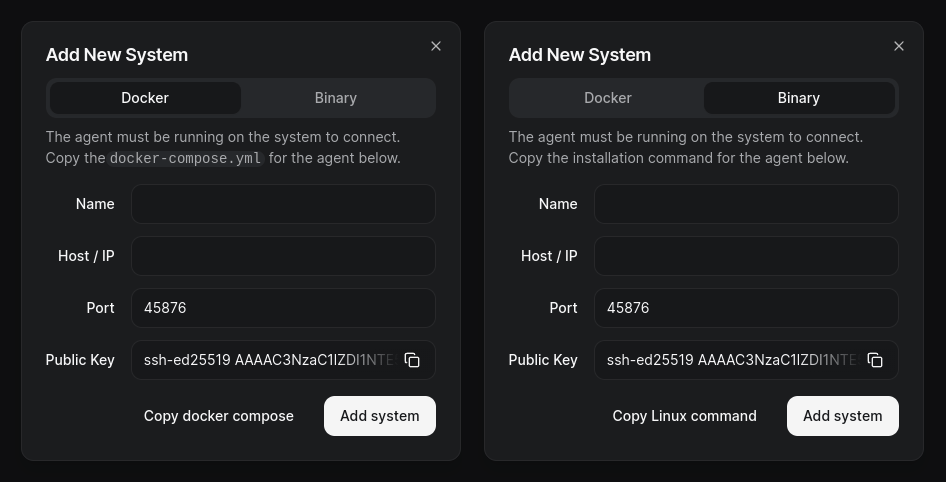 Add New System
Docker Binary
The agent must be running on the system to connect.
Copy the docker-compose.yml for the agent below.
Name
Host / IP
Port 45876
Public Key ssh-ed25519 AAAAC3NzaC1lZDI1NTE
Copy docker compose Add system
Add New System
Docker Binary
The agent must be running on the system to connect.
Copy the installation command for the agent below.
Name
Host / IP
Port 45876
Public Key ssh-ed25519 AAAAC3NzaC1lZDI1NTE
Copy Linux command Add system